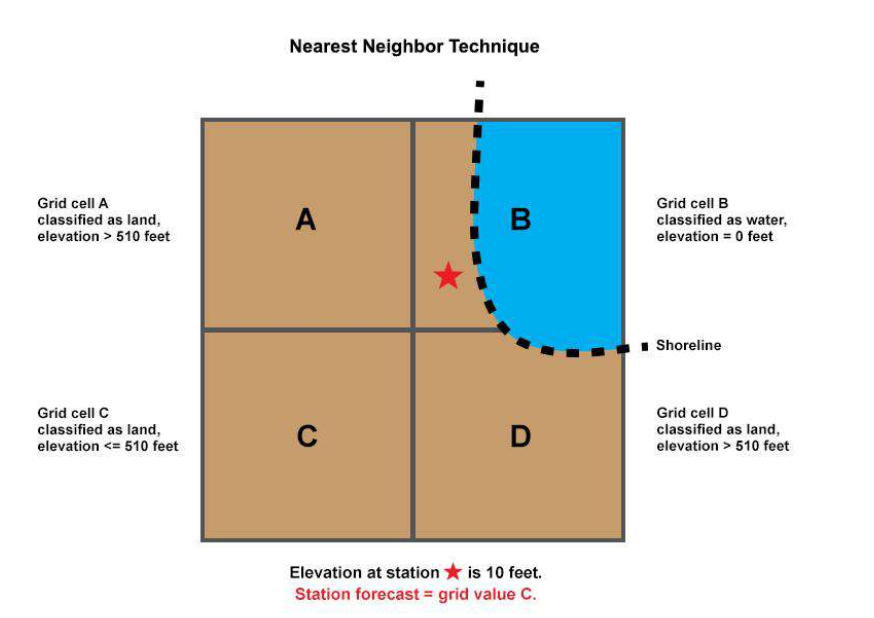 Nearest Neighbor Technique
Grid cell A
classified as land,
elevation > 510 feet
A
B
Grid cell B
classified as water,
elevation = 0 feet
Shoreline
Grid cell C
classified as land,
elevation <= 510 feet
C
D
Grid cell D
classified as land,
elevation > 510 feet
Elevation at station ★ is 10 feet.
Station forecast = grid value C.